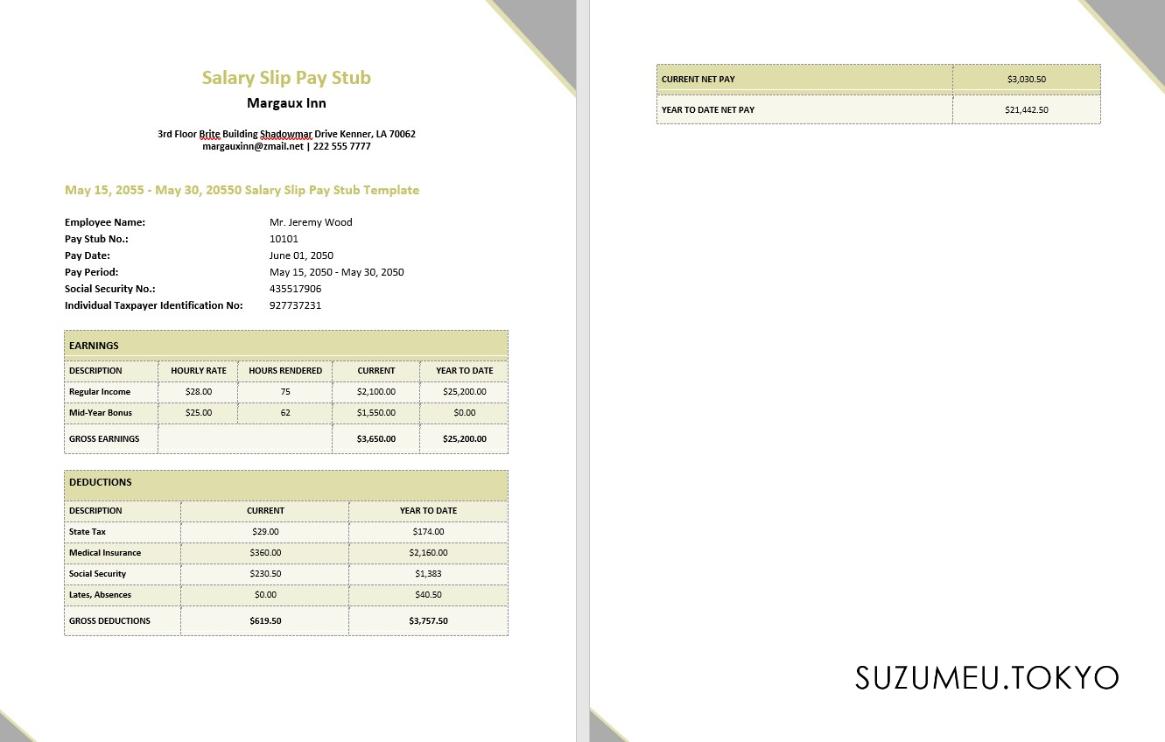 Salary Slip Pay Stub
Margaux Inn
3rd Floor Brite Building Shadowmar Drive Kenner, LA 70062
margauxinn@zmail.net | 222 555 7777
May 15, 2055 - May 30, 20550 Salary Slip Pay Stub Template
Employee Name: Mr. Jeremy Wood
Pay Stub No.: 10101
Pay Date: June 01, 2050
Pay Period: May 15, 2050 - May 30, 2050
Social Security No.: 435517906
Individual Taxpayer Identification No: 927737231
EARNINGS
DESCRIPTION HOURLY RATE HOURS RENDERED CURRENT YEAR TO DATE
Regular Income $28.00 75 $2,100.00 $25,200.00
Mid-Year Bonus $25.00 62 $1,550.00 $0.00
GROSS EARNINGS $3,650.00 $25,200.00
DEDUCTIONS
DESCRIPTION CURRENT YEAR TO DATE
State Tax $29.00 $174.00
Medical Insurance $360.00 $2,160.00
Social Security $230.50 $1,383
Lates, Absences $0.00 $40.50
GROSS DEDUCTIONS $619.50 $3,757.50
CURRENT NET PAY $3,030.50
YEAR TO DATE NET PAY $21,442.50
SUZUMEU.TOKYO